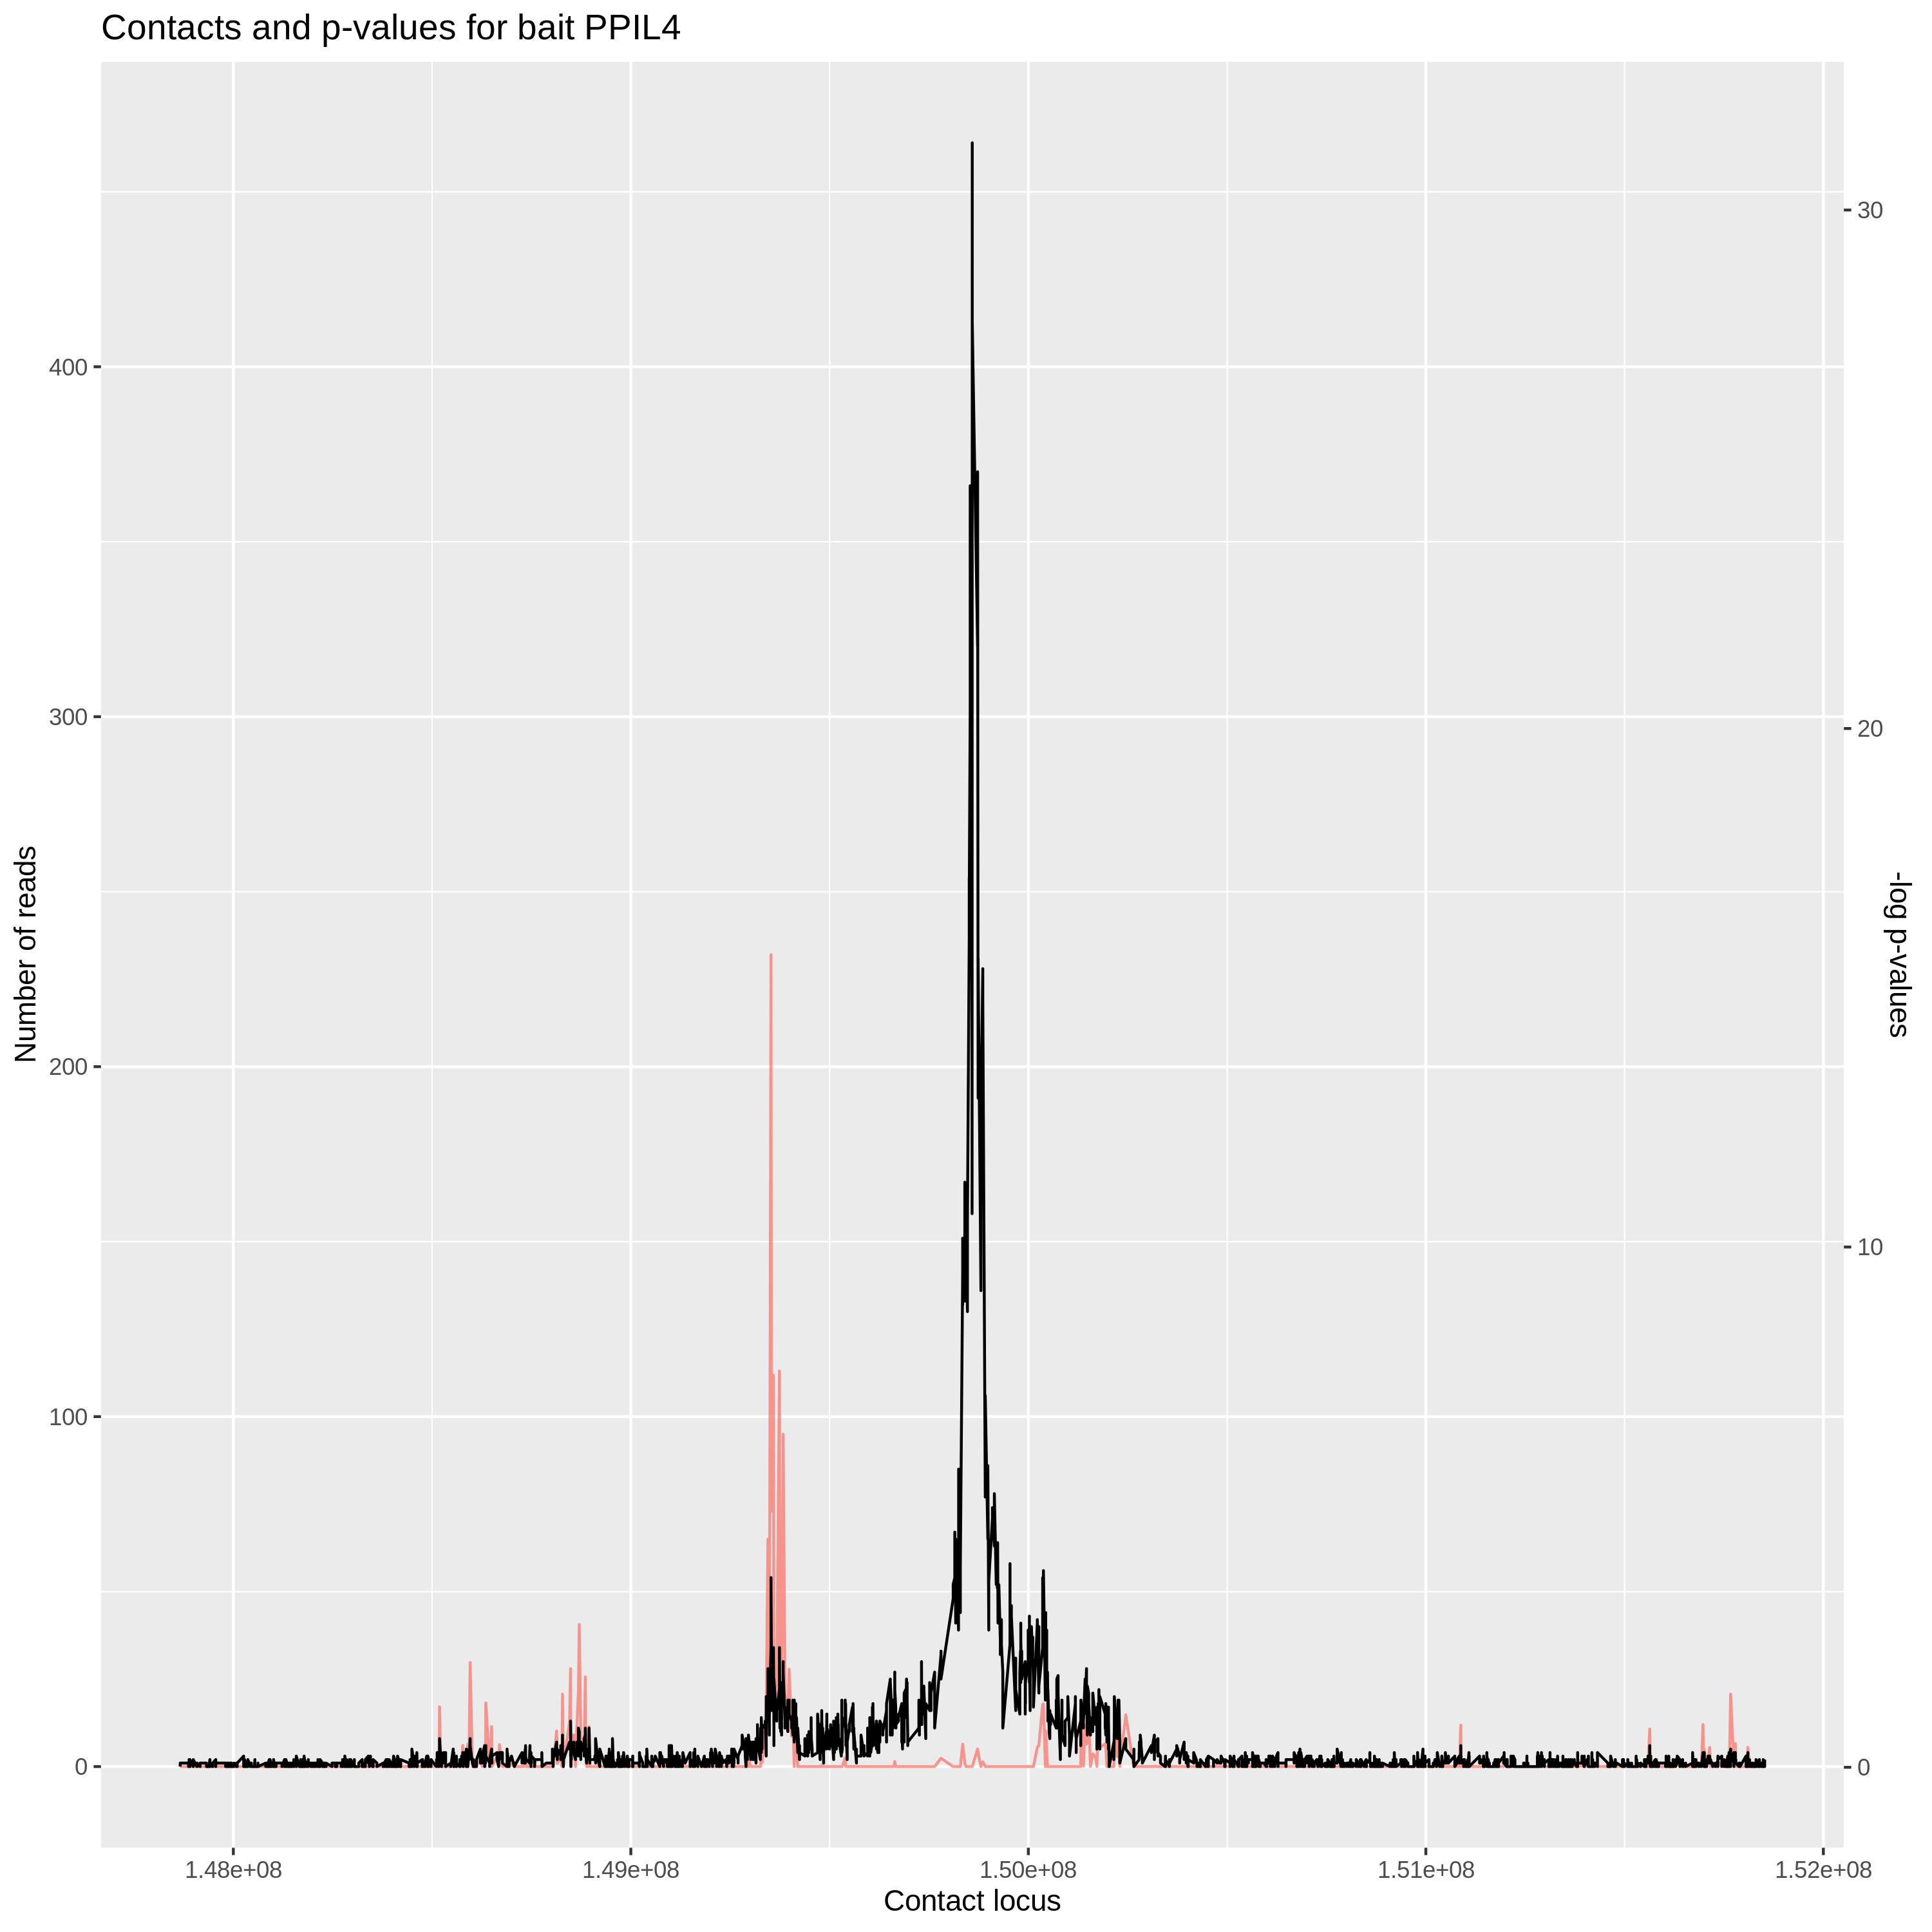 Contacts and p-values for bait PPIL4
Number of reads
400
300
200
100
0
30
20
10
0
-log p-values
1.48e+08
1.49e+08
1.50e+08
1.51e+08
1.52e+08
Contact locus